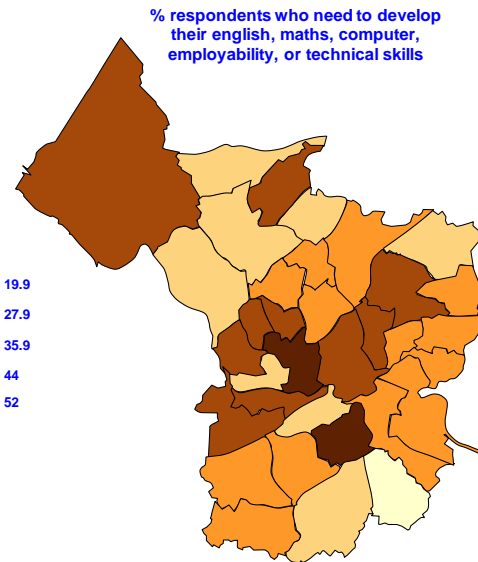 % respondents who need to develop
their english, maths, computer,
employability, or technical skills
19.9
27.9
35.9
44
52